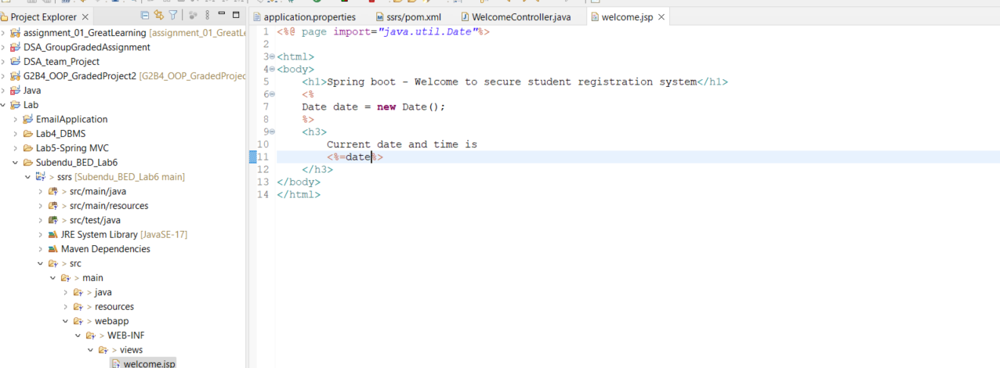 Project Explorer
application.properties
ssrs/pom.xml
WelcomeController.java
welcome.jsp
assignment_01_GreatLearning [assignment_01_GreatLe
DSA_GroupGradedAssignment
DSA_team_Project
G2B4_OOP_GradedProject2 [G2B4_OOP_GradedProjec
Java
Lab
EmailApplication
Lab4_DBMS
Lab5-Spring MVC
Subendu_BED_Lab6
> ssrs [Subendu_BED_Lab6 main]
> src/main/java
> src/main/resources
> src/test/java
JRE System Library [JavaSE-17]
Maven Dependencies
> src
> main
> java
> resources
> webapp
> WEB-INF
> views
welcome.jsp
1 <%@ page import="java.util.Date"%>
2
3 <html>
4 <body>
5 <h1>Spring boot - Welcome to secure student registration system</h1>
6 <%
7 Date date = new Date();
8 %>
9 <h3>
10 Current date and time is
11 <%=date%>
12 </h3>
13 </body>
14 </html>